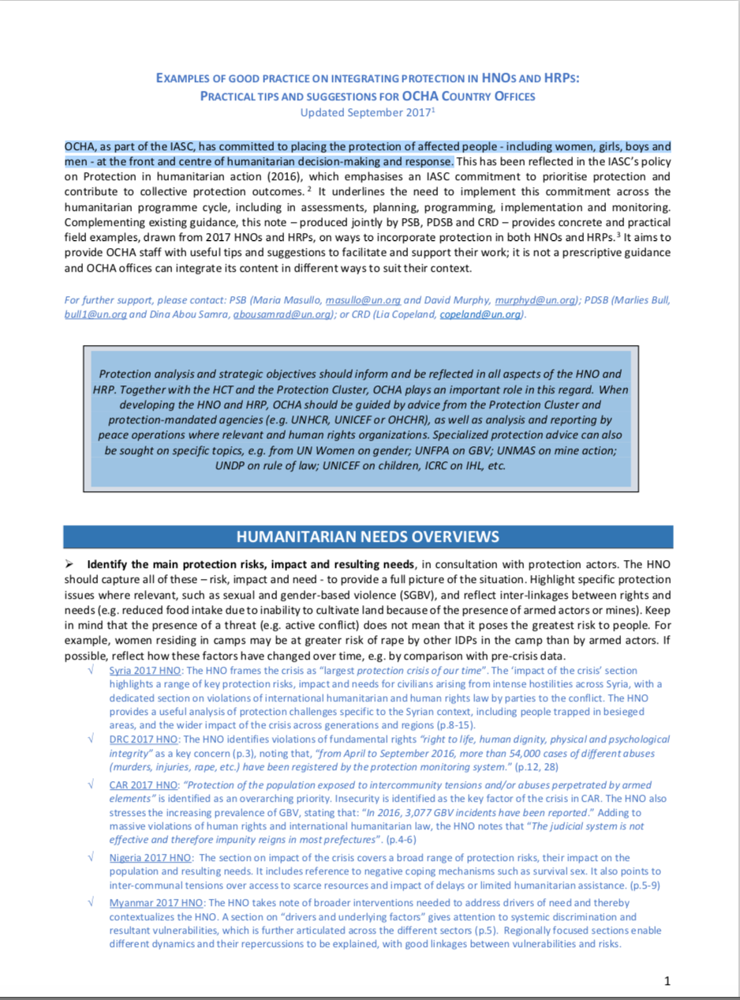 EXAMPLES OF GOOD PRACTICE ON INTEGRATING PROTECTION IN HNOS AND HRPS:
PRACTICAL TIPS AND SUGGESTIONS FOR OCHA COUNTRY OFFICES
Updated September 2017¹
OCHA, as part of the IASC, has committed to placing the protection of affected people - including women, girls, boys and
men - at the front and centre of humanitarian decision-making and response. This has been reflected in the IASC's policy
on Protection in humanitarian action (2016), which emphasises an IASC commitment to prioritise protection and
contribute to collective protection outcomes. ² It underlines the need to implement this commitment across the
humanitarian programme cycle, including in assessments, planning, programming, implementation and monitoring.
Complementing existing guidance, this note – produced jointly by PSB, PDSB and CRD – provides concrete and practical
field examples, drawn from 2017 HNOs and HRPs, on ways to incorporate protection in both HNOs and HRPs.³ It aims to
provide OCHA staff with useful tips and suggestions to facilitate and support their work; it is not a prescriptive guidance
and OCHA offices can integrate its content in different ways to suit their context.
For further support, please contact: PSB (Maria Masullo, masullo@un.org and David Murphy, murphyd@un.org); PDSB (Marlies Bull,
bull1@un.org and Dina Abou Samra, abousamrad@un.org); or CRD (Lia Copeland, copeland@un.org).
Protection analysis and strategic objectives should inform and be reflected in all aspects of the HNO and
HRP. Together with the HCT and the Protection Cluster, OCHA plays an important role in this regard. When
developing the HNO and HRP, OCHA should be guided by advice from the Protection Cluster and
protection-mandated agencies (e.g. UNHCR, UNICEF or OHCHR), as well as analysis and reporting by
peace operations where relevant and human rights organizations. Specialized protection advice can also
be sought on specific topics, e.g. from UN Women on gender; UNFPA on GBV; UNMAS on mine action;
UNDP on rule of law; UNICEF on children, ICRC on IHL, etc.
HUMANITARIAN NEEDS OVERVIEWS
➢ Identify the main protection risks, impact and resulting needs, in consultation with protection actors. The HNO
should capture all of these – risk, impact and need - to provide a full picture of the situation. Highlight specific protection
issues where relevant, such as sexual and gender-based violence (SGBV), and reflect inter-linkages between rights and
needs (e.g. reduced food intake due to inability to cultivate land because of the presence of armed actors or mines). Keep
in mind that the presence of a threat (e.g. active conflict) does not mean that it poses the greatest risk to people. For
example, women residing in camps may be at greater risk of rape by other IDPs in the camp than by armed actors. If
possible, reflect how these factors have changed over time, e.g. by comparison with pre-crisis data.
√ Syria 2017 HNO: The HNO frames the crisis as "largest protection crisis of our time". The 'impact of the crisis' section
highlights a range of key protection risks, impact and needs for civilians arising from intense hostilities across Syria, with a
dedicated section on violations of international humanitarian and human rights law by parties to the conflict. The HNO
provides a useful analysis of protection challenges specific to the Syrian context, including people trapped in besieged
areas, and the wider impact of the crisis across generations and regions (p.8-15).
√ DRC 2017 HNO: The HNO identifies violations of fundamental rights "right to life, human dignity, physical and psychological
integrity" as a key concern (p.3), noting that, "from April to September 2016, more than 54,000 cases of different abuses
(murders, injuries, rape, etc.) have been registered by the protection monitoring system." (p.12, 28)
√ CAR 2017 HNO: "Protection of the population exposed to intercommunity tensions and/or abuses perpetrated by armed
elements" is identified as an overarching priority. Insecurity is identified as the key factor of the crisis in CAR. The HNO also
stresses the increasing prevalence of GBV, stating that: "In 2016, 3,077 GBV incidents have been reported." Adding to
massive violations of human rights and international humanitarian law, the HNO notes that "The judicial system is not
effective and therefore impunity reigns in most prefectures". (p.4-6)
√ Nigeria 2017 HNO: The section on impact of the crisis covers a broad range of protection risks, their impact on the
population and resulting needs. It includes reference to negative coping mechanisms such as survival sex. It also points to
inter-communal tensions over access to scarce resources and impact of delays or limited humanitarian assistance. (p.5-9)
√ Myanmar 2017 HNO: The HNO takes note of broader interventions needed to address drivers of need and thereby
contextualizes the HNO. A section on "drivers and underlying factors" gives attention to systemic discrimination and
resultant vulnerabilities, which is further articulated across the different sectors (p.5). Regionally focused sections enable
different dynamics and their repercussions to be explained, with good linkages between vulnerabilities and risks.
1